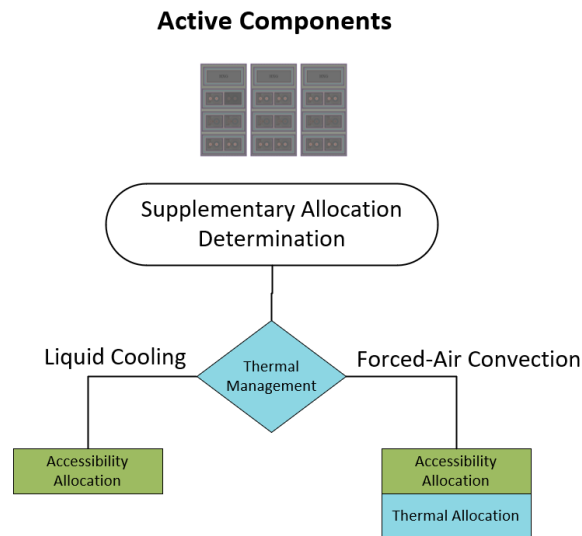 Active Components
Supplementary Allocation
Determination
Liquid Cooling
Thermal
Management
Forced-Air Convection
Accessibility
Allocation
Accessibility
Allocation
Thermal Allocation